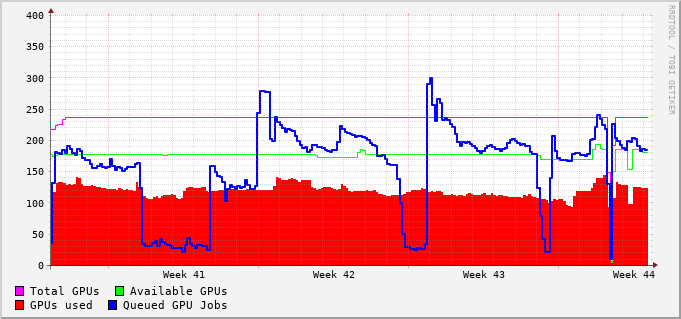 400
350
300
250
200
150
100
50
0
Week 41 Week 42 Week 43 Week 44
Total GPUs Available GPUs
GPUs used Queued GPU Jobs
RRDTOOL / TOBI OETIKER